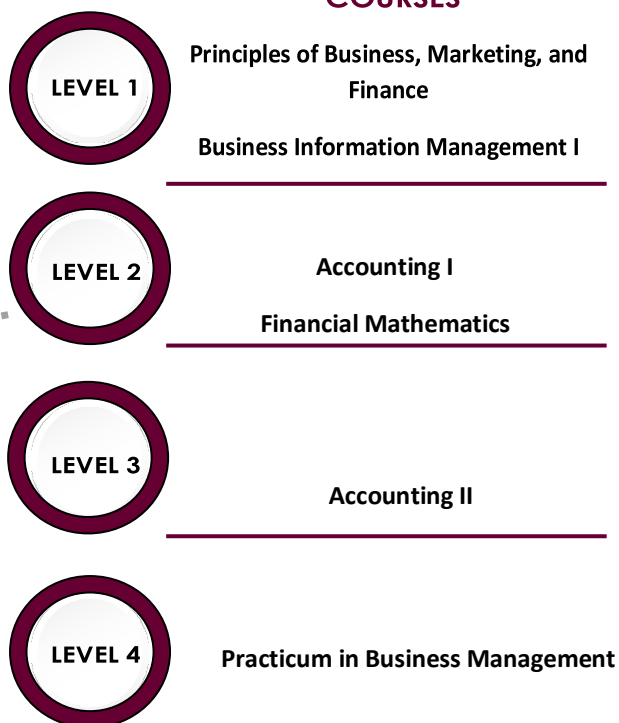 COURSES
LEVEL 1
Principles of Business, Marketing, and
Finance
Business Information Management I
LEVEL 2
Accounting I
Financial Mathematics
LEVEL 3
Accounting II
LEVEL 4
Practicum in Business Management